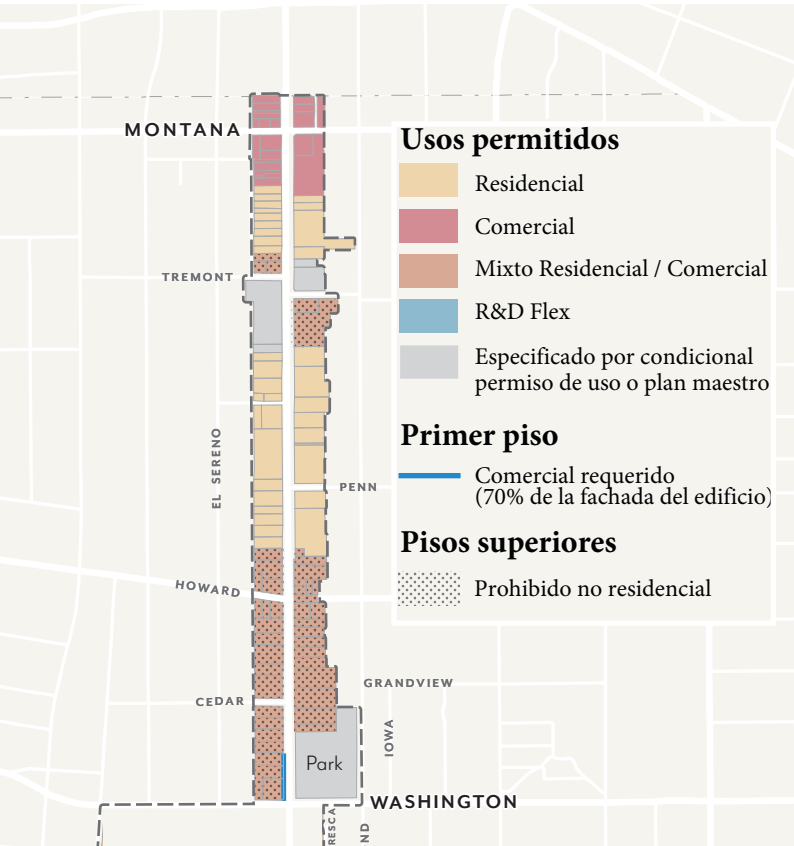 MONTANA
Usos permitidos
Residencial
Comercial
Mixto Residencial / Comercial
R&D Flex
Especificado por condicional
permiso de uso o plan maestro
Primer piso
Comercial requerido
(70% de la fachada del edificio)
Pisos superiores
Prohibido no residencial
TREMONT
EL SERENO
PENN
HOWARD
GRANDVIEW
CEDAR
IOWA
Park
WASHINGTON
RESCA
ND